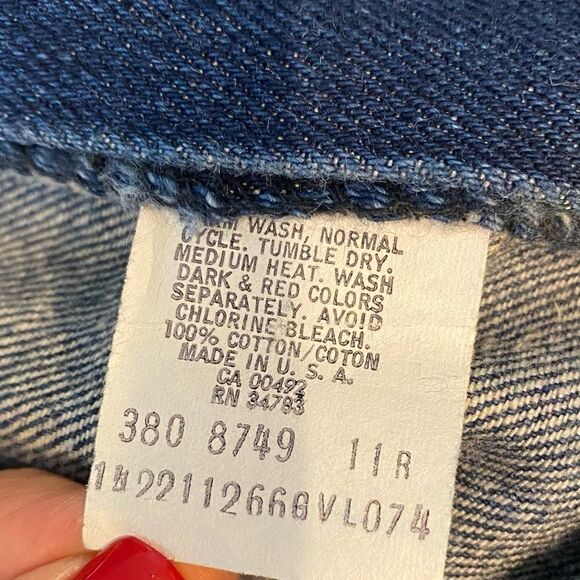 WASH, NORMAL
CYCLE. TUMBLE DRY.
MEDIUM HEAT. WASH
DARK & RED COLORS
SEPARATELY. AVOID
CHLORINE BLEACH.
100% COTTON/COTON
MADE IN U. S. A.
CA 00492
RN 34783
380 8749 11R